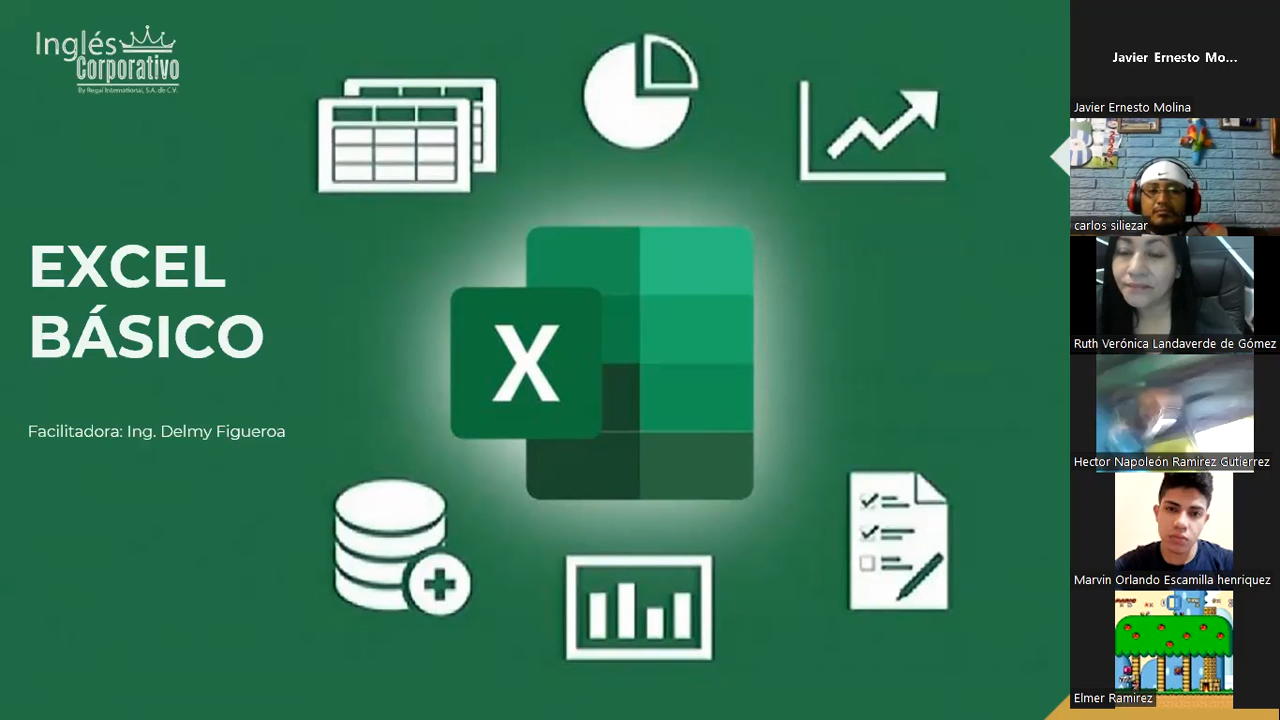 Inglés
Corporativo
By Regal International, S.A. de C.V.
EXCEL
BÁSICO
Facilitadora: Ing. Delmy Figueroa
X
Javier Ernesto Mo...
Javier Ernesto Molina
carlos siliezar
Ruth Verónica Landaverde de Gómez
Hector Napoleón Ramirez Gutierrez
Marvin Orlando Escamilla henriquez
Elmer Ramirez